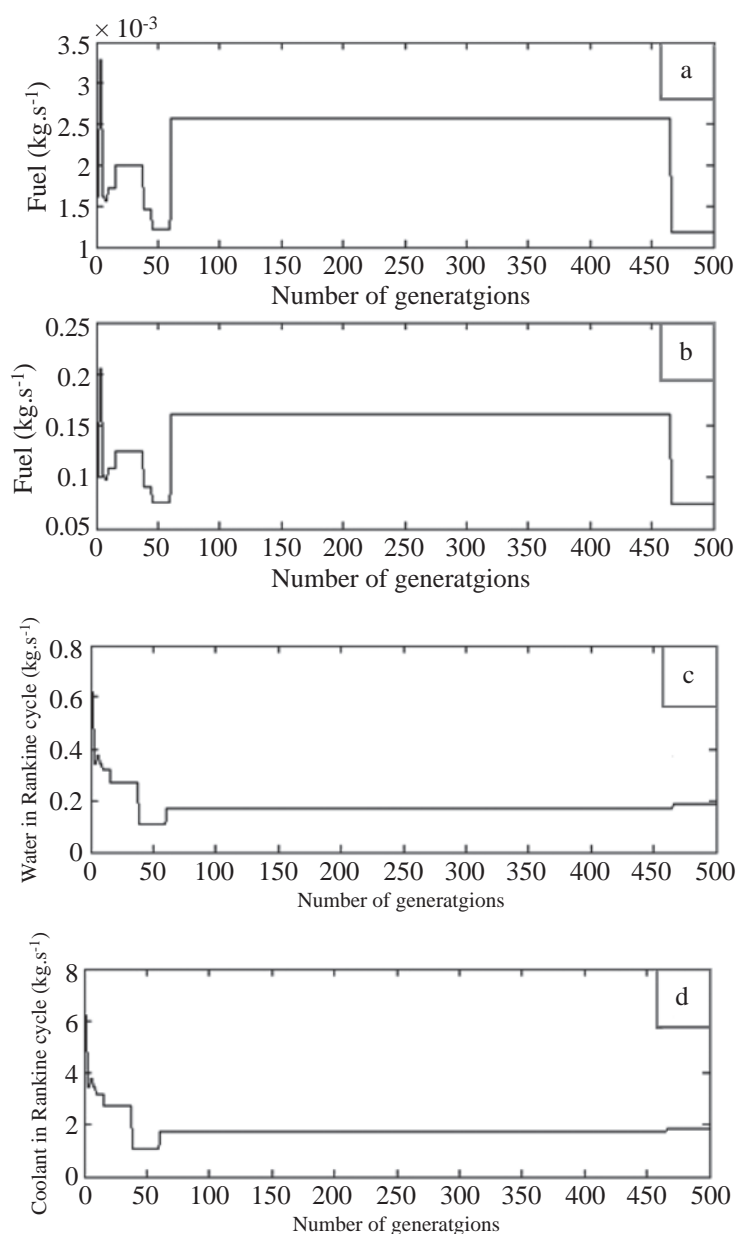 × 10-3
3.5
3
2.5
2
1.5
1
Fuel (kg.s-1)
a
0 50 100 150 200 250 300 350 400 450 500
Number of generatgions
0.25
0.2
0.15
0.1
0.05
Fuel (kg.s-1)
b
0 50 100 150 200 250 300 350 400 450 500
Number of generatgions
0.8
0.6
0.4
0.2
0
Water in Rankine cycle (kg.s-1)
c
0 50 100 150 200 250 300 350 400 450 500
Number of generatgions
8
6
4
2
0
Coolant in Rankine cycle (kg.s-1)
d
0 50 100 150 200 250 300 350 400 450 500
Number of generatgions